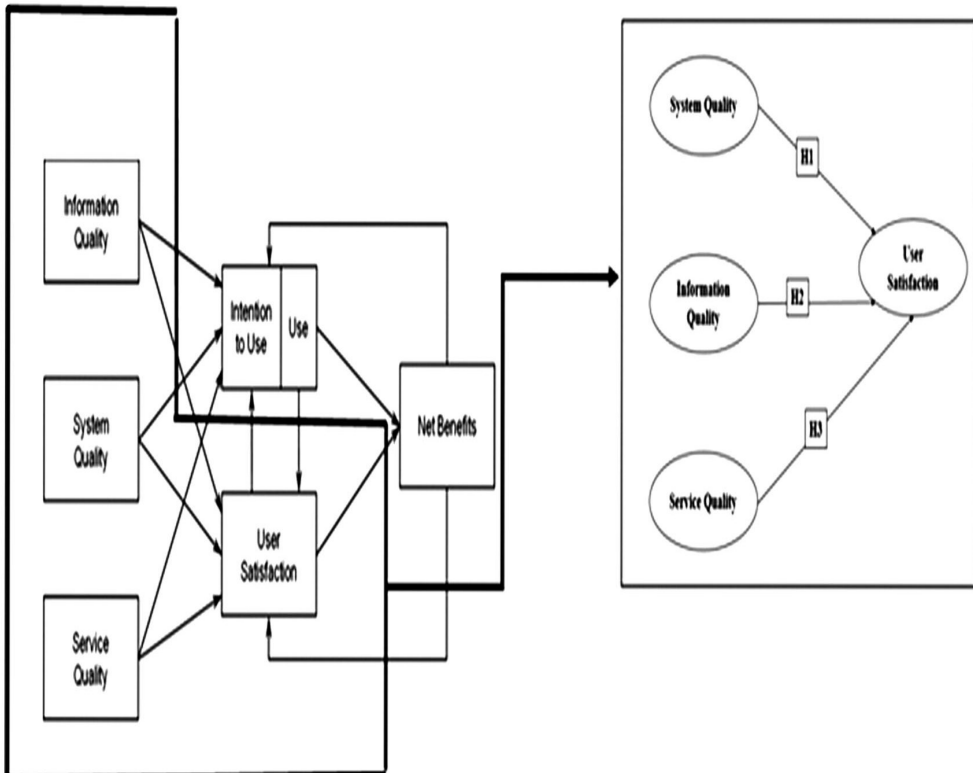 Information
Quality
System
Quality
Service
Quality
Intention
to Use
Use
User
Satisfaction
Net Benefits
System Quality
Information
Quality
Service Quality
H1
H2
H3
User
Satisfaction